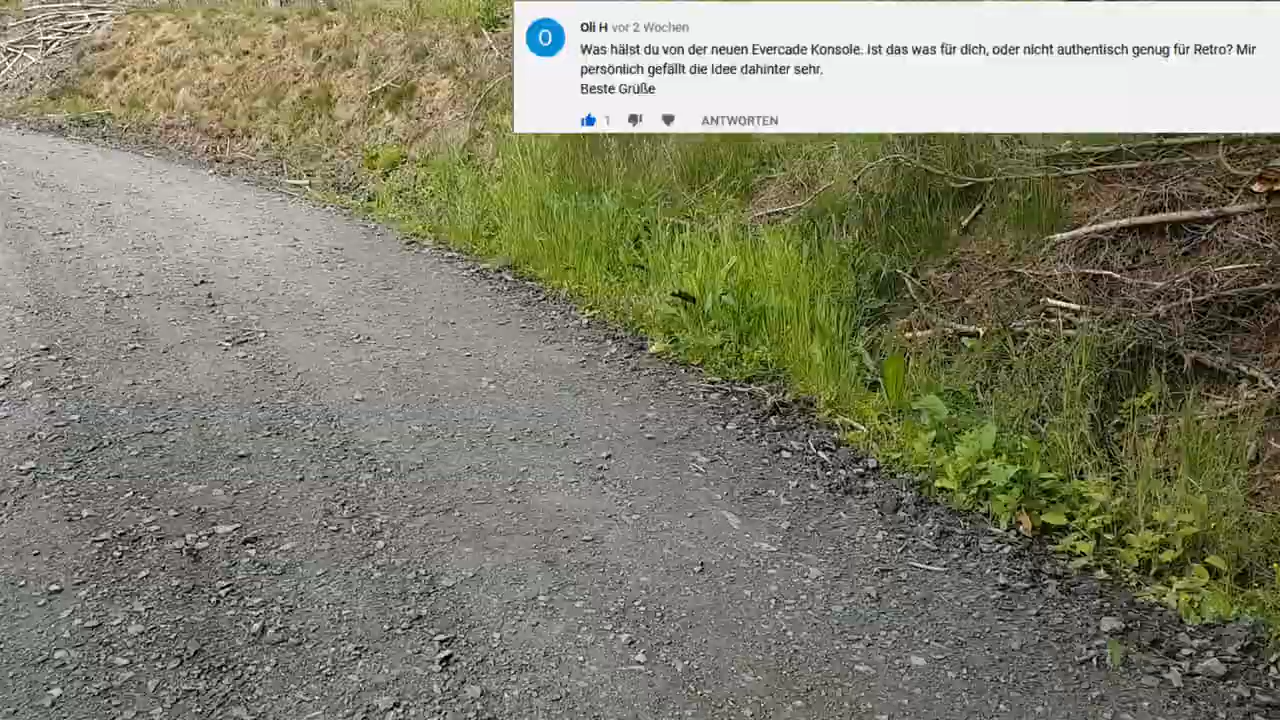 O
Oli H vor 2 Wochen
Was hälst du von der neuen Evercade Konsole. Ist das was für dich, oder nicht authentisch genug für Retro? Mir
persönlich gefällt die Idee dahinter sehr.
Beste Grüße
1 ANTWORTEN